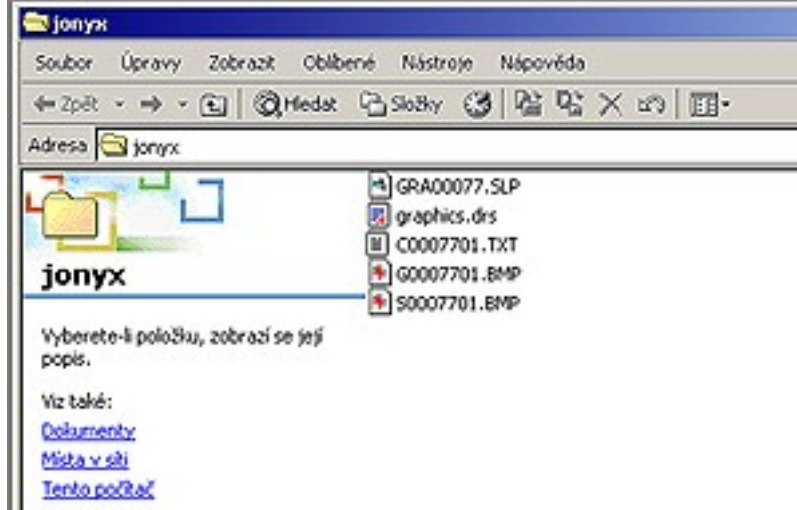 jonyx
Soubor Úpravy Zobrazit Oblíbené Nástroje Nápověda
Zpět Hledat Složky
Adresa jonyx
GRA00077.SLP
graphics.drs
C0007701.TXT
G0007701.BMP
S0007701.BMP
jonyx
Vyberete-li položku, zobrazí se její
popis.
Viz také:
Dokumenty
Místa v síti
Tento počítač